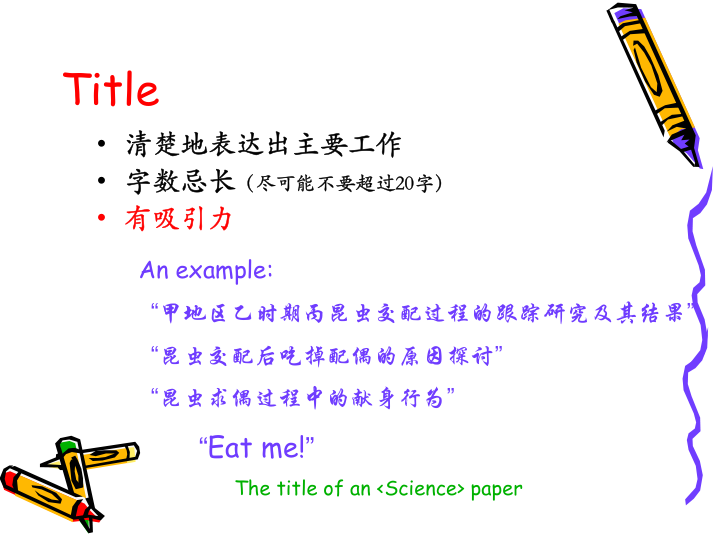 Title
• 清楚地表达出主要工作
• 字数忌长 (尽可能不要超过20字)
• 有吸引力
An example:
“甲地区乙时期丙昆虫交配过程的跟踪研究及其结果”
“昆虫交配后吃掉配偶的原因探讨”
“昆虫求偶过程中的献身行为”
“Eat me!”
The title of an <Science> paper